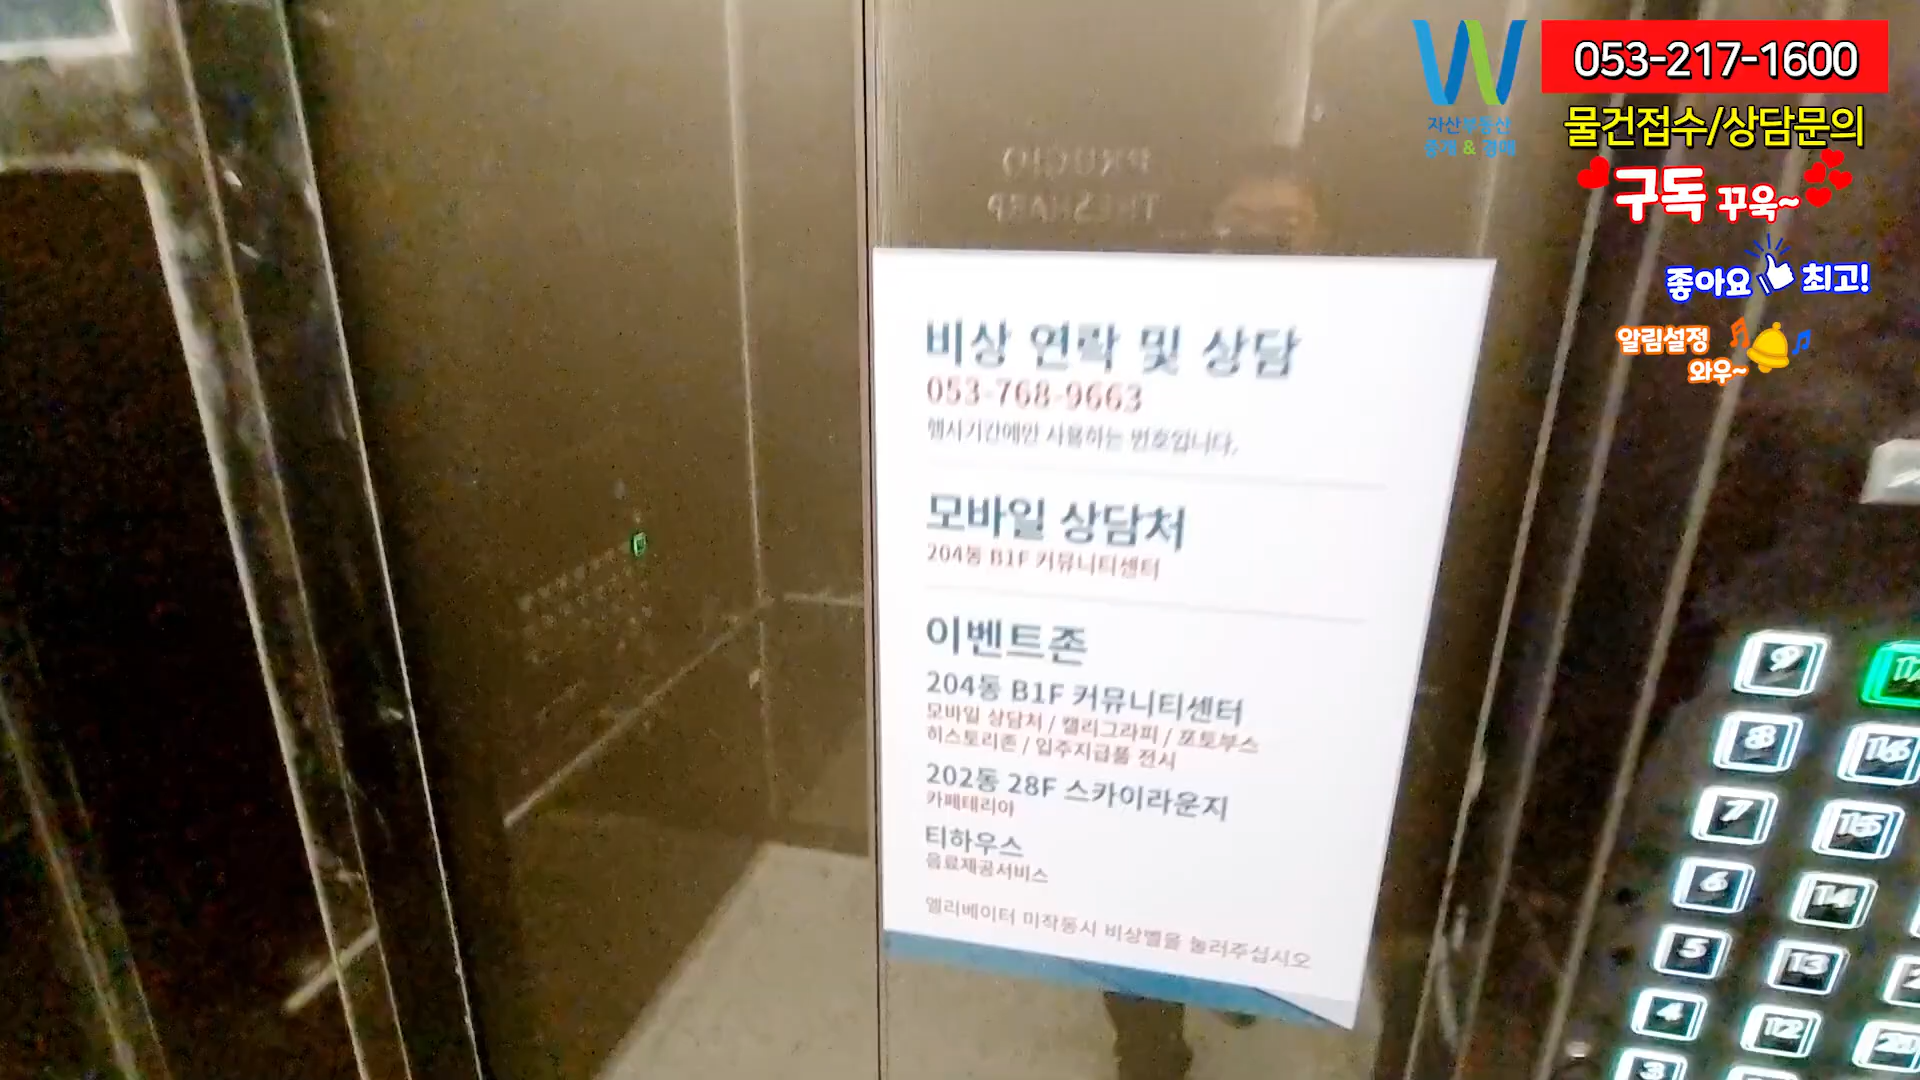 053-217-1600
물건접수/상담문의
자산부동산
중개 & 경매
구독 꾸욱~
좋아요 최고!
알림설정
와우~
PRUGIO
THESHARP
비상 연락 및 상담
053-768-9663
행사기간에만 사용하는 번호입니다.
모바일 상담처
204동 B1F 커뮤니티센터
이벤트존
204동 B1F 커뮤니티센터
모바일 상담처 / 캘리그라피 / 포토부스
히스토리존 / 입주지급품 전시
202동 28F 스카이라운지
카페테리아
티하우스
음료제공서비스
엘리베이터 미작동시 비상벨을 눌러주십시오
9 17
8 16
7 15
6 14
5 13
4 12
3